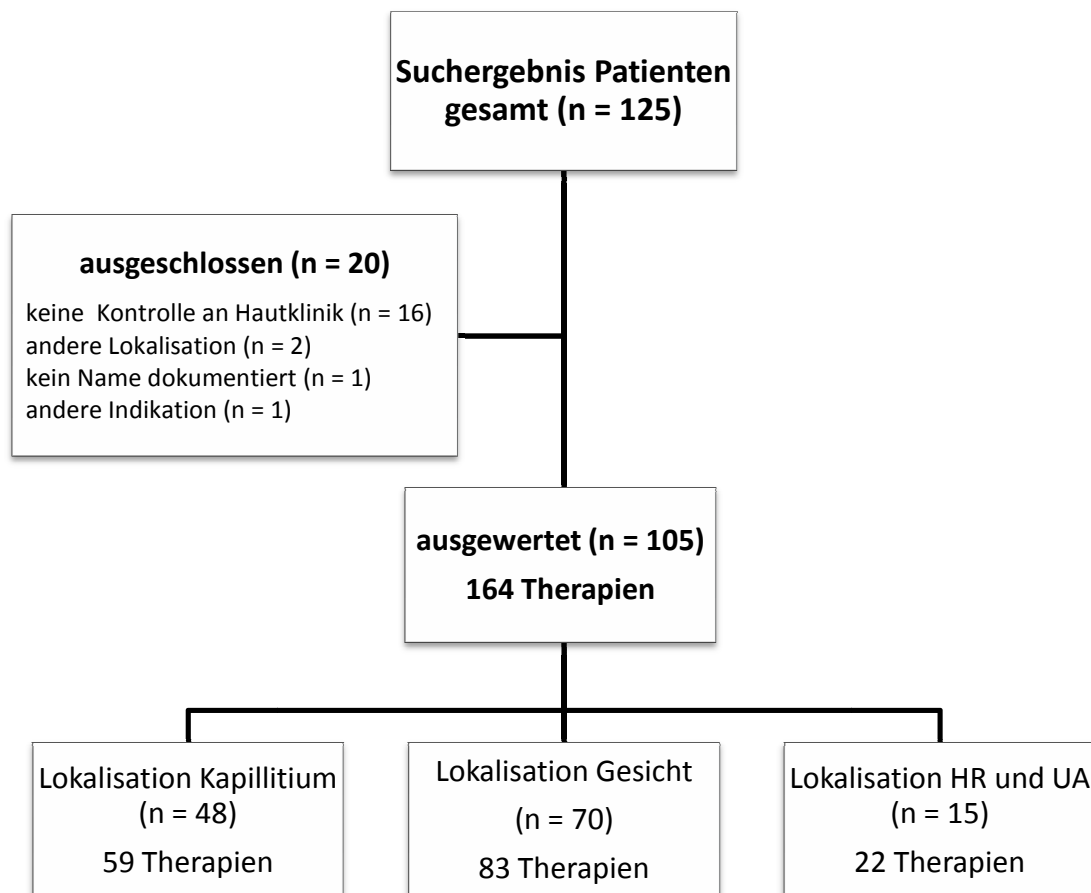 Suchergebnis Patienten
gesamt (n = 125)
ausgeschlossen (n = 20)
keine Kontrolle an Hautklinik (n = 16)
andere Lokalisation (n = 2)
kein Name dokumentiert (n = 1)
andere Indikation (n = 1)
ausgewertet (n = 105)
164 Therapien
Lokalisation Kapillitium
(n = 48)
59 Therapien
Lokalisation Gesicht
(n = 70)
83 Therapien
Lokalisation HR und UA
(n = 15)
22 Therapien